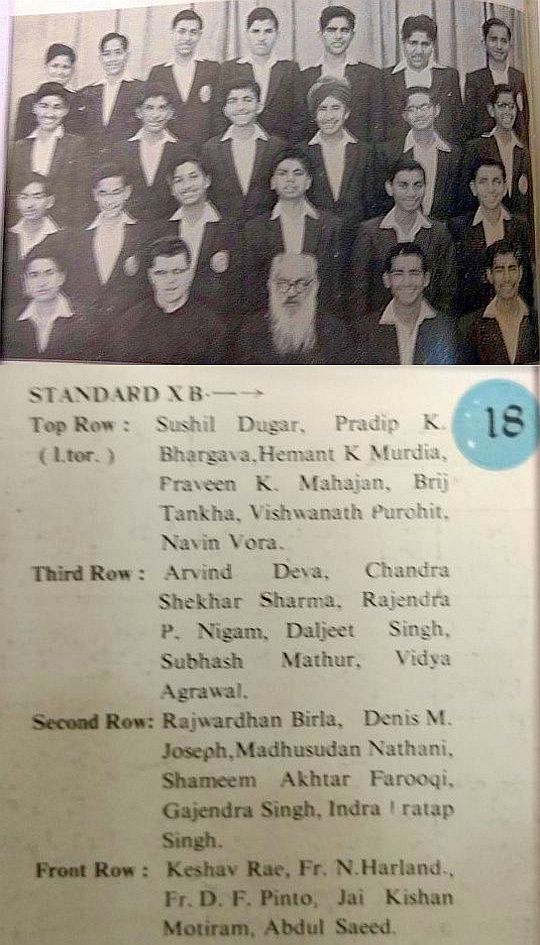 STANDARD X B.—→
18
Top Row : Sushil Dugar, Pradip K.
( l.tor. ) Bhargava,Hemant K Murdia,
Praveen K. Mahajan, Brij
Tankha, Vishwanath Purohit,
Navin Vora.
Third Row : Arvind Deva, Chandra
Shekhar Sharma, Rajendra
P. Nigam, Daljeet Singh,
Subhash Mathur, Vidya
Agrawal.
Second Row: Rajwardhan Birla, Denis M.
Joseph,Madhusudan Nathani,
Shameem Akhtar Farooqi,
Gajendra Singh, Indra Pratap
Singh.
Front Row : Keshav Rae, Fr. N.Harland.,
Fr. D. F. Pinto, Jai Kishan
Motiram, Abdul Saeed.